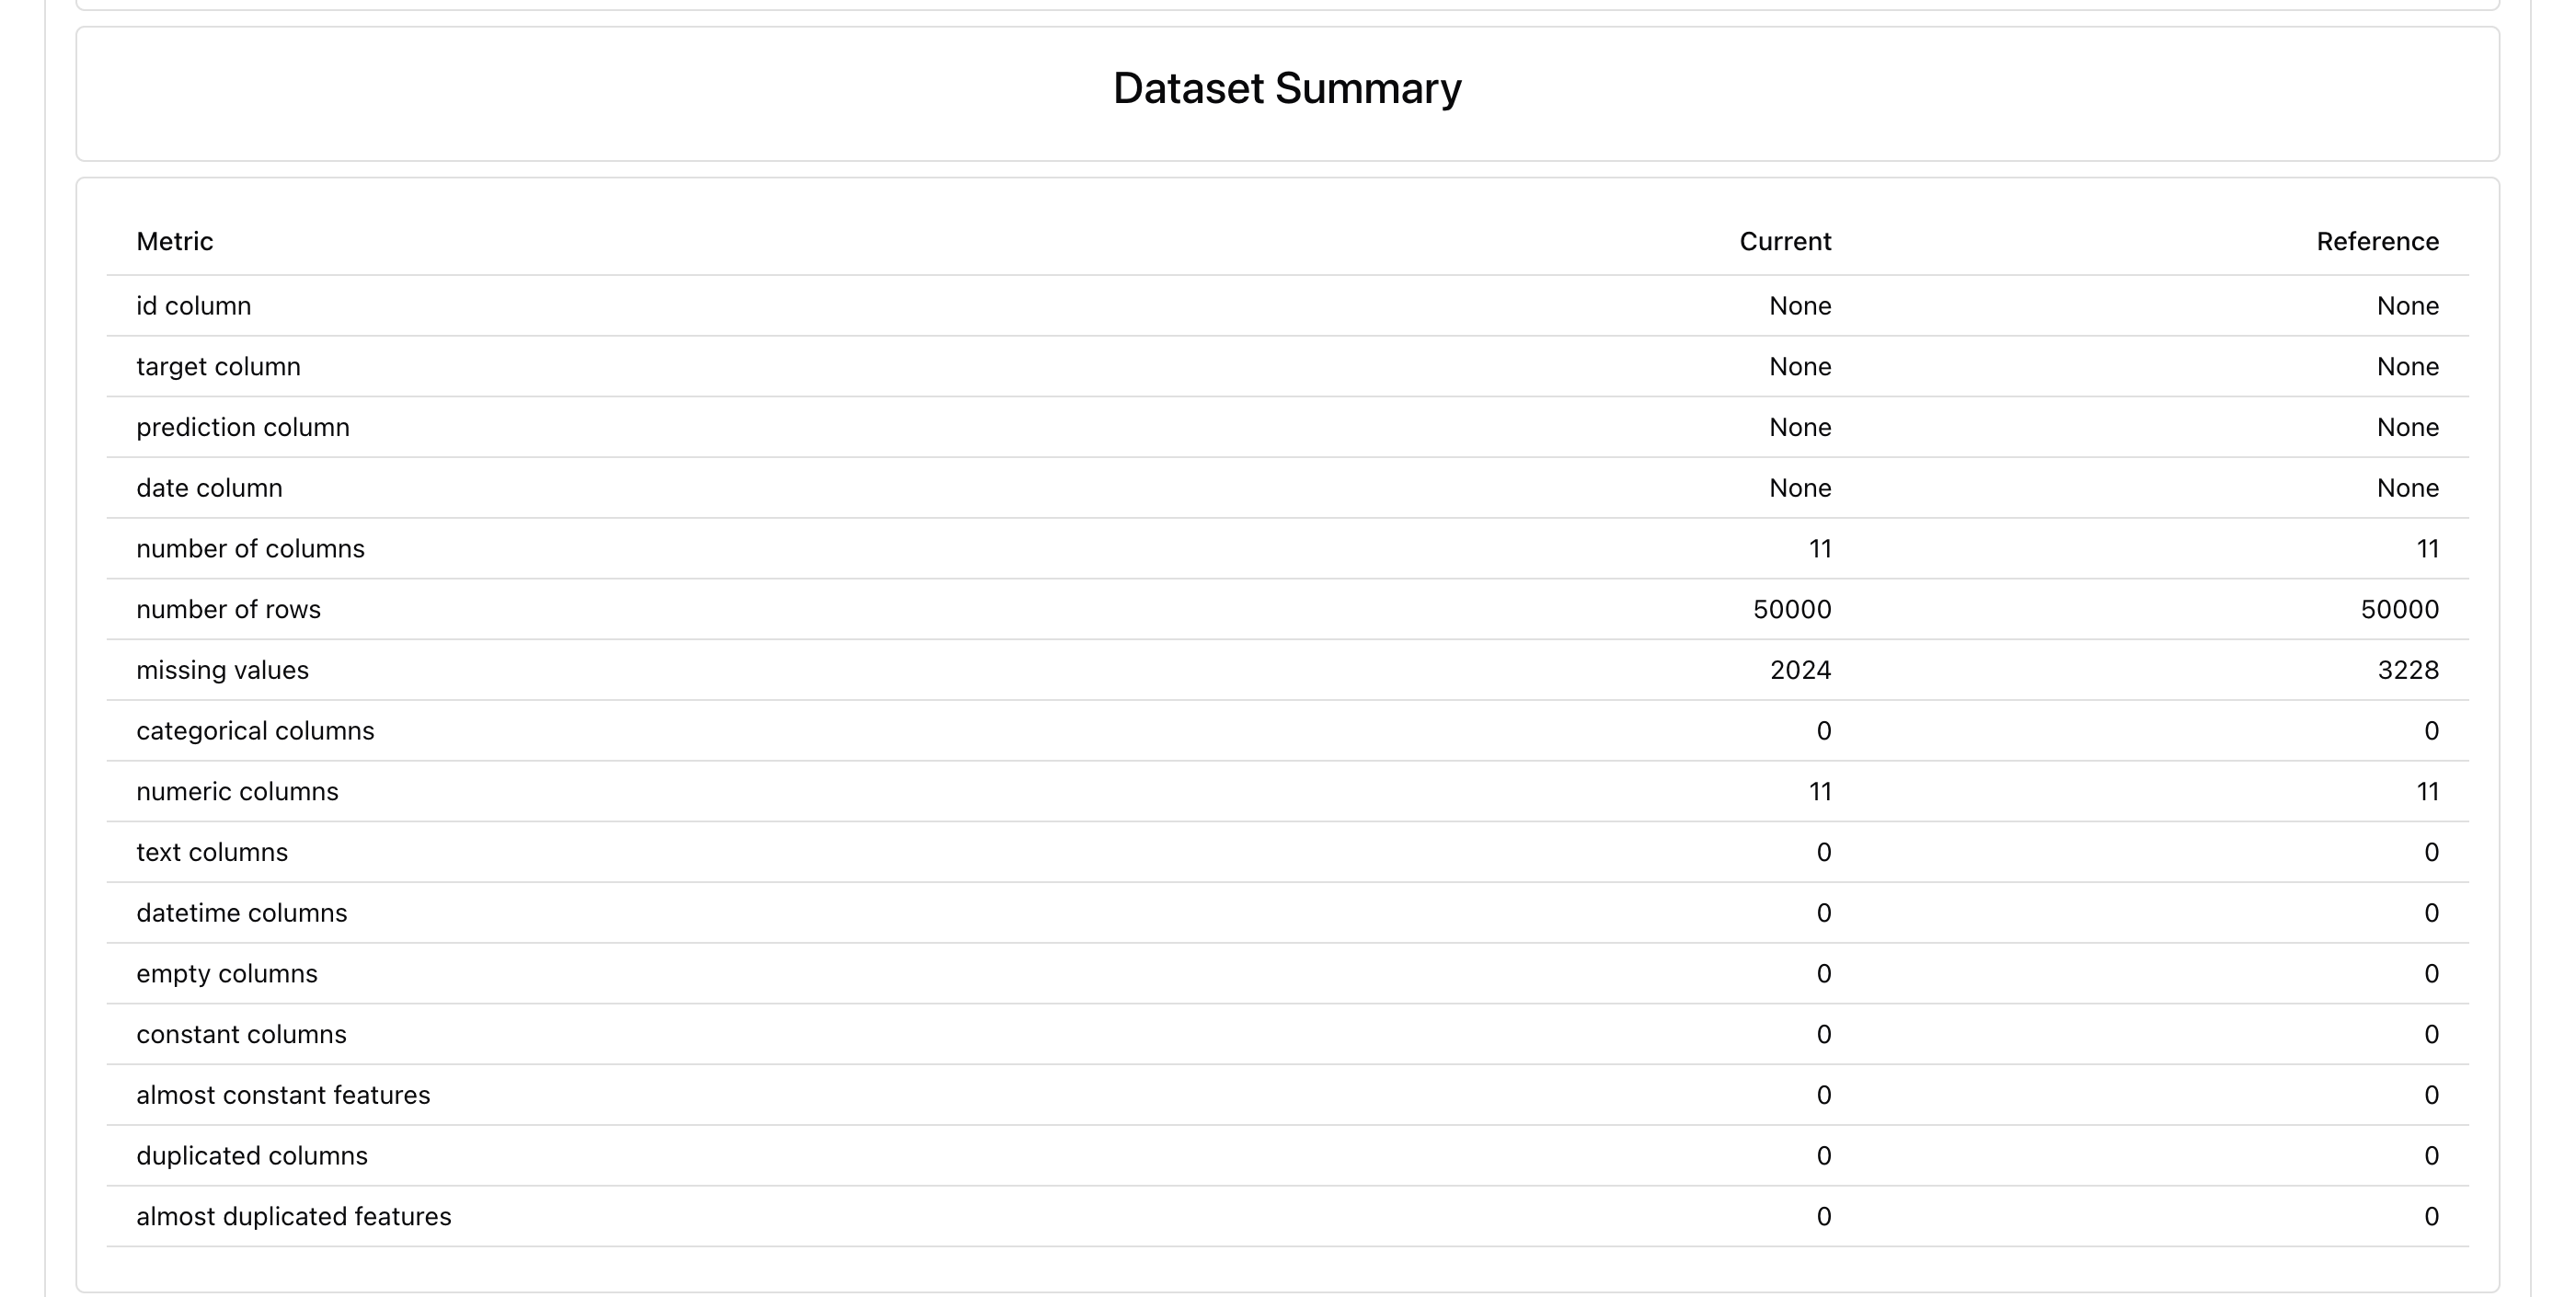 Dataset Summary
Metric Current Reference
id column None None
target column None None
prediction column None None
date column None None
number of columns 11 11
number of rows 50000 50000
missing values 2024 3228
categorical columns 0 0
numeric columns 11 11
text columns 0 0
datetime columns 0 0
empty columns 0 0
constant columns 0 0
almost constant features 0 0
duplicated columns 0 0
almost duplicated features 0 0